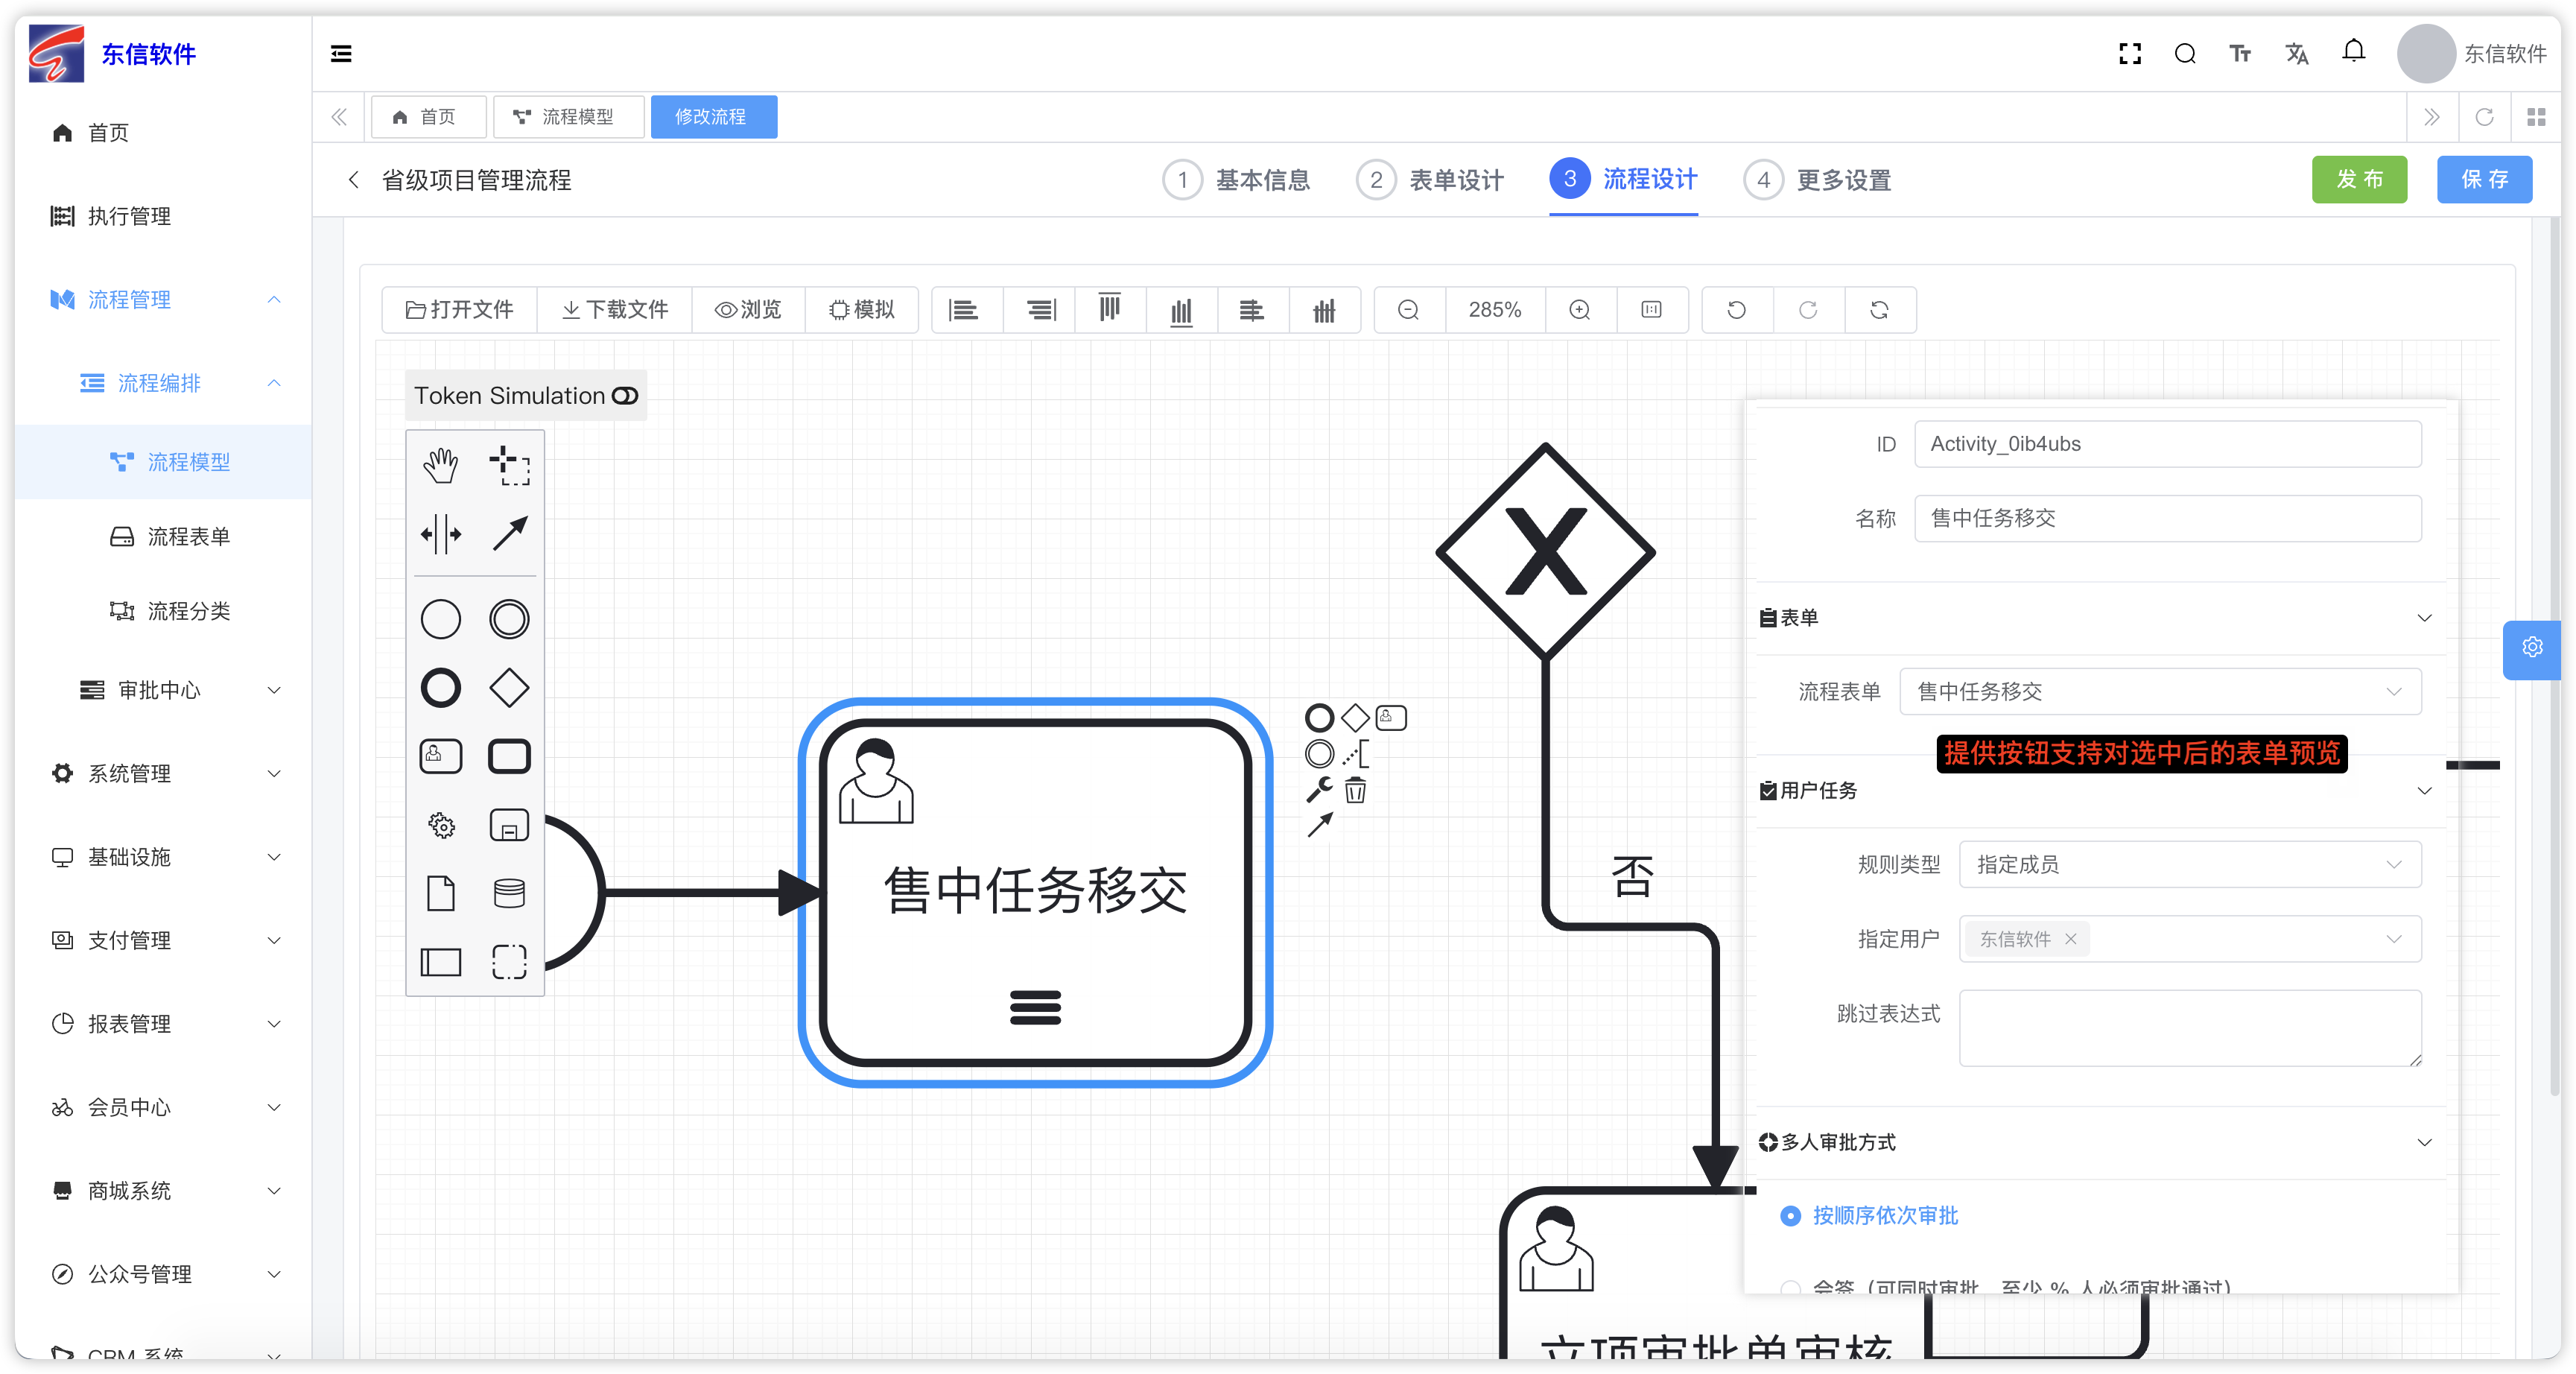 东信软件
东信软件
首页
流程模型
修改流程
省级项目管理流程
1 基本信息
2 表单设计
3 流程设计
4 更多设置
发 布
保 存
首页
执行管理
流程管理
流程编排
流程模型
流程表单
流程分类
审批中心
系统管理
基础设施
支付管理
报表管理
会员中心
商城系统
公众号管理
CRM 系统
打开文件
下载文件
浏览
模拟
285%
Token Simulation
售中任务移交
否
立项审批单审核
ID
Activity_0ib4ubs
名称
售中任务移交
表单
流程表单
售中任务移交
提供按钮支持对选中后的表单预览
用户任务
规则类型
指定成员
指定用户
东信软件
跳过表达式
多人审批方式
按顺序依次审批
会签（可同时审批，至少 % 人必须审批通过）